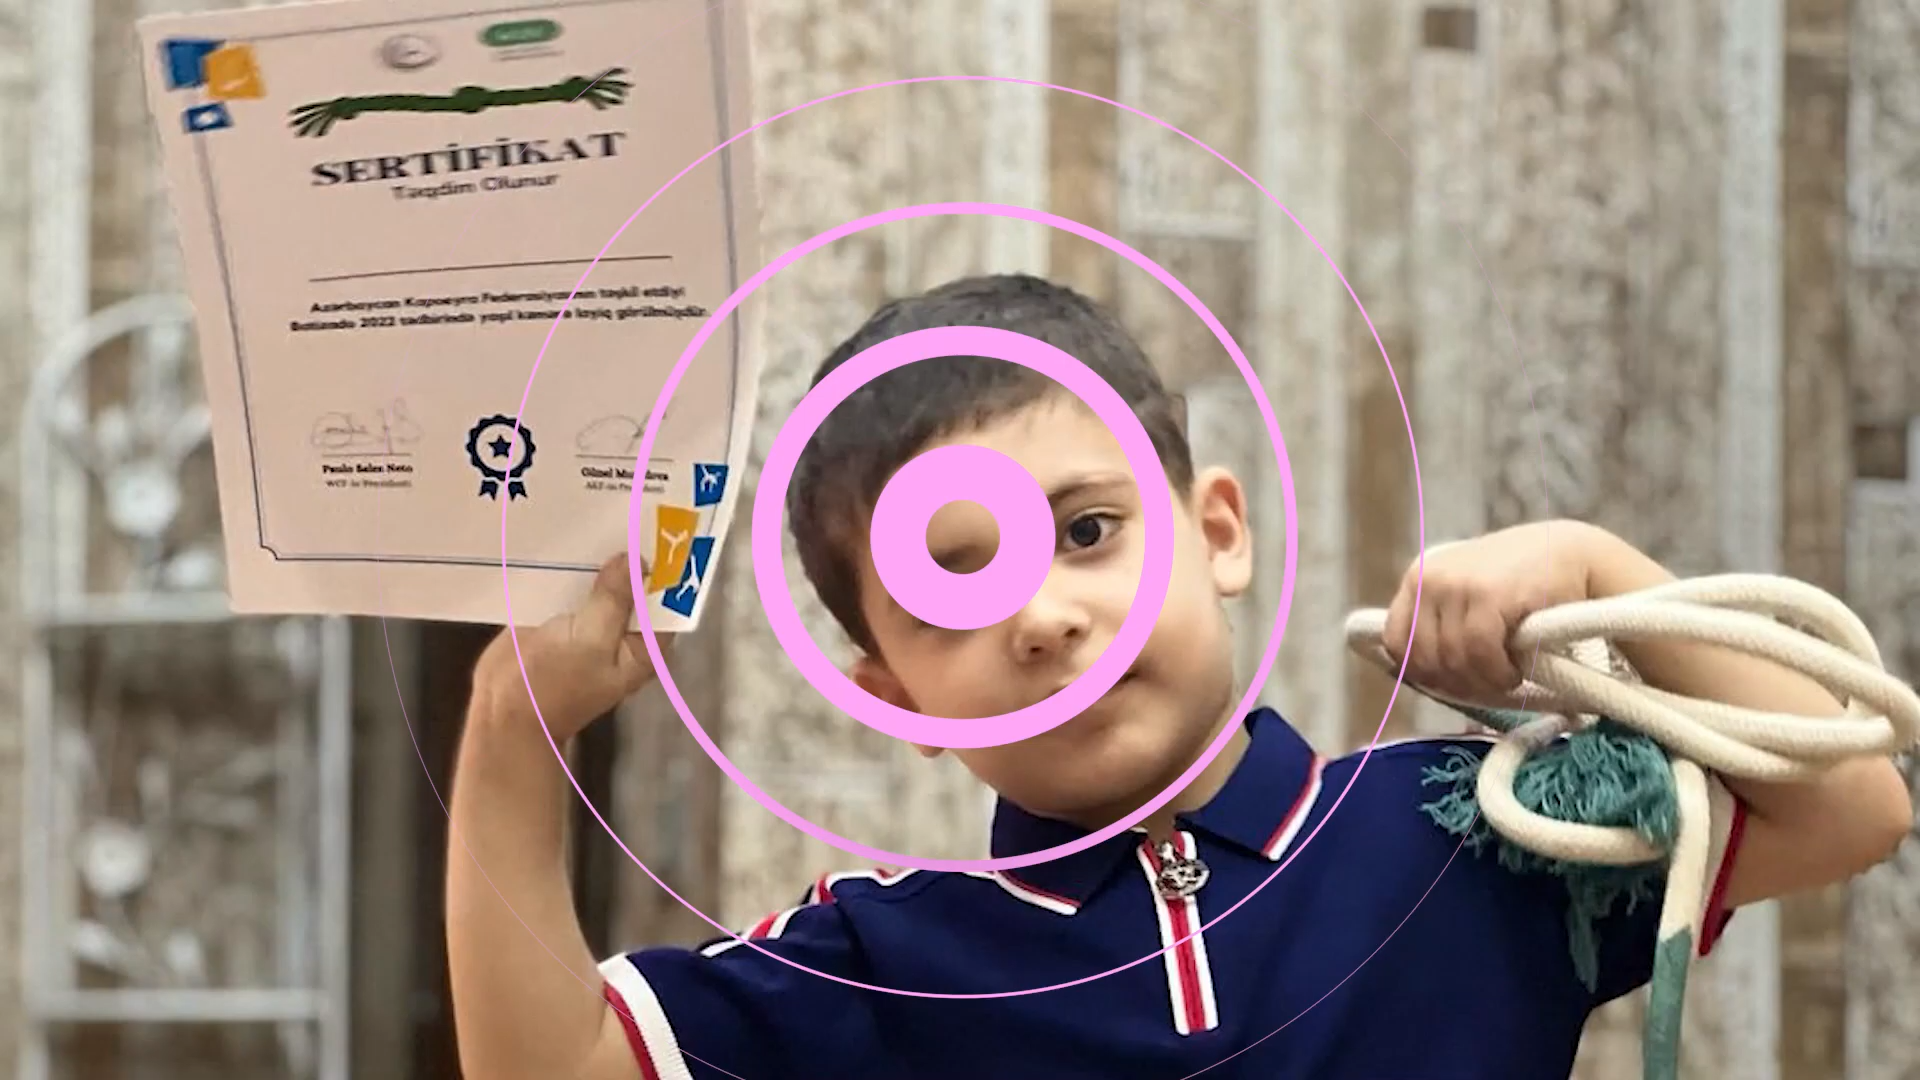 SERTİFİKAT
Təqdim Olunur
Azərbaycan Kapoeyra Federasiyasının təşkil etdiyi
Batizado 2022 tədbirində yaşıl kəmərə layiq görülmüşdür.
Paulo Sales Neto
WCF-in Prezidenti
Günel
AKF-in Prezidenti